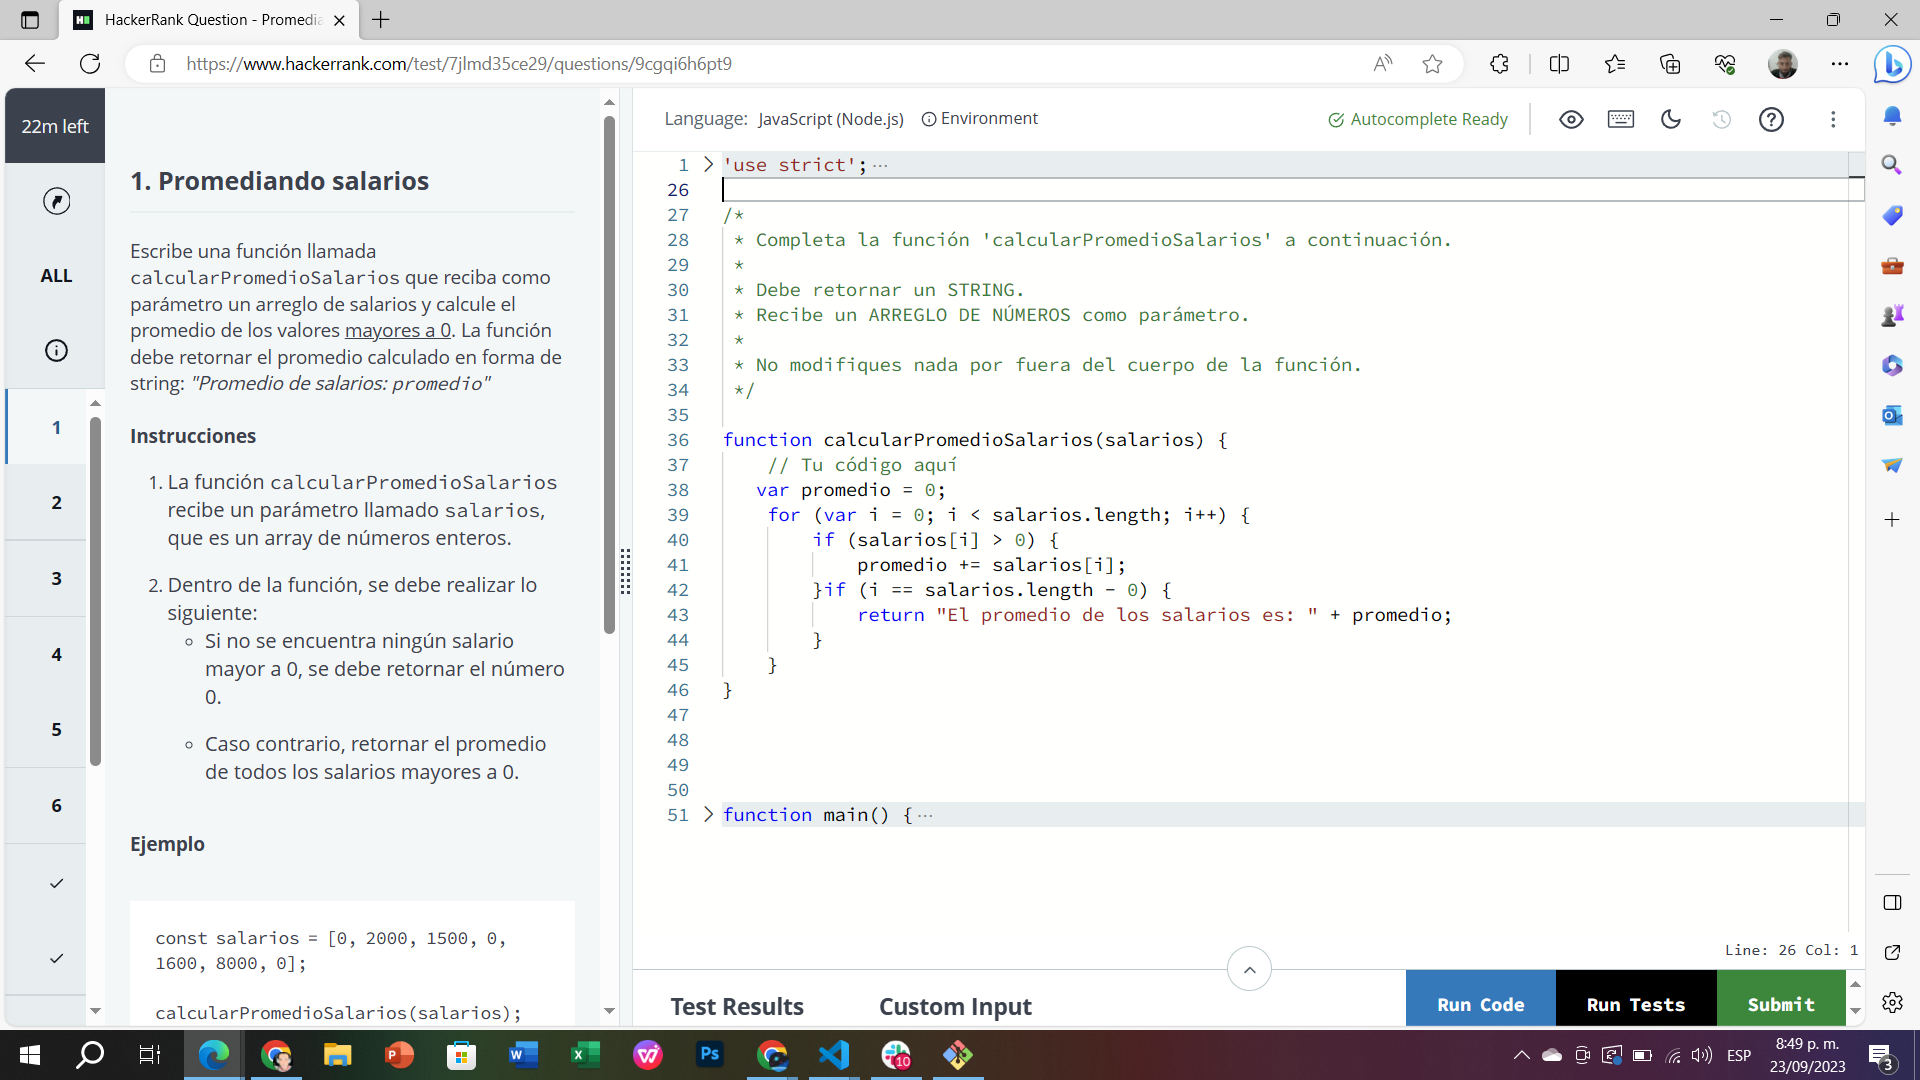 HackerRank Question - Promedia
https://www.hackerrank.com/test/7jlmd35ce29/questions/9cgqi6h6pt9
22m left
ALL
1
2
3
4
5
6
1. Promediando salarios
Escribe una función llamada
calcularPromedioSalarios que reciba como
parámetro un arreglo de salarios y calcule el
promedio de los valores mayores a 0. La función
debe retornar el promedio calculado en forma de
string: "Promedio de salarios: promedio"
Instrucciones
1. La función calcularPromedioSalarios
recibe un parámetro llamado salarios,
que es un array de números enteros.
2. Dentro de la función, se debe realizar lo
siguiente:
Si no se encuentra ningún salario
mayor a 0, se debe retornar el número
0.
Caso contrario, retornar el promedio
de todos los salarios mayores a 0.
Ejemplo
const salarios = [0, 2000, 1500, 0,
1600, 8000, 0];
calcularPromedioSalarios(salarios);
Language: JavaScript (Node.js) Environment
Autocomplete Ready
1 'use strict'; ···
26
27 /*
28 * Completa la función 'calcularPromedioSalarios' a continuación.
29 *
30 * Debe retornar un STRING.
31 * Recibe un ARREGLO DE NÚMEROS como parámetro.
32 *
33 * No modifiques nada por fuera del cuerpo de la función.
34 */
35
36 function calcularPromedioSalarios(salarios) {
37 // Tu código aquí
38 var promedio = 0;
39 for (var i = 0; i < salarios.length; i++) {
40 if (salarios[i] > 0) {
41 promedio += salarios[i];
42 }if (i == salarios.length - 0) {
43 return "El promedio de los salarios es: " + promedio;
44 }
45 }
46 }
47
48
49
50
51 function main() { ···
Line: 26 Col: 1
Test Results
Custom Input
Run Code
Run Tests
Submit
10
ESP
8:49 p. m.
23/09/2023
3